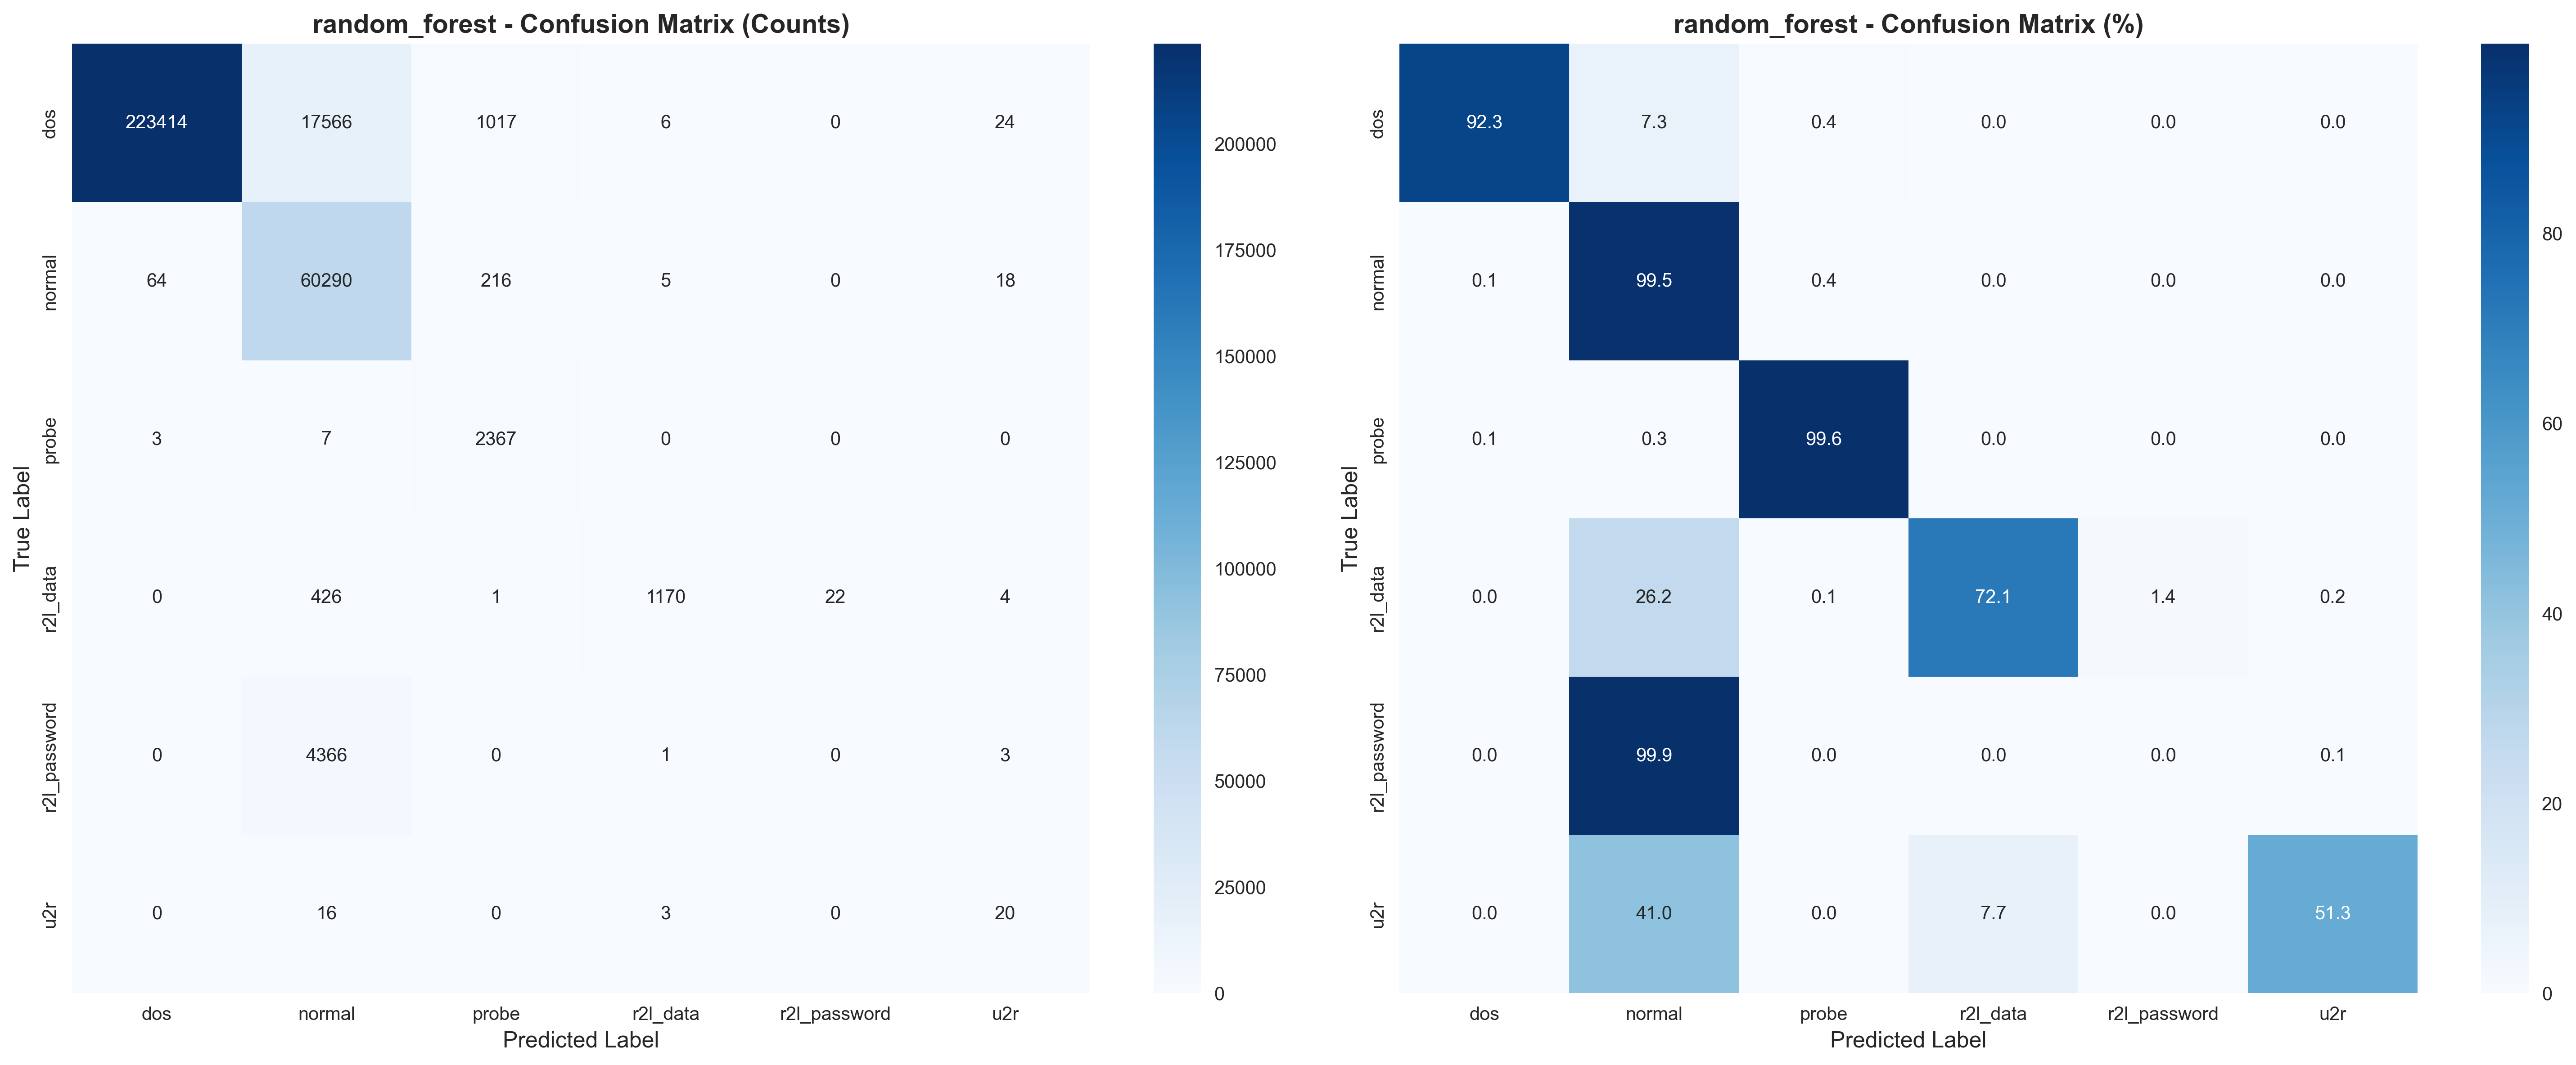 random_forest - Confusion Matrix (Counts)
True Label
dos
223414 17566 1017 6 0 24
normal
64 60290 216 5 0 18
probe
3 7 2367 0 0 0
r2l_data
0 426 1 1170 22 4
r2l_password
0 4366 0 1 0 3
u2r
0 16 0 3 0 20
dos normal probe r2l_data r2l_password u2r
Predicted Label
200000
175000
150000
125000
100000
75000
50000
25000
0
random_forest - Confusion Matrix (%)
True Label
dos
92.3 7.3 0.4 0.0 0.0 0.0
normal
0.1 99.5 0.4 0.0 0.0 0.0
probe
0.1 0.3 99.6 0.0 0.0 0.0
r2l_data
0.0 26.2 0.1 72.1 1.4 0.2
r2l_password
0.0 99.9 0.0 0.0 0.0 0.1
u2r
0.0 41.0 0.0 7.7 0.0 51.3
dos normal probe r2l_data r2l_password u2r
Predicted Label
80
60
40
20
0